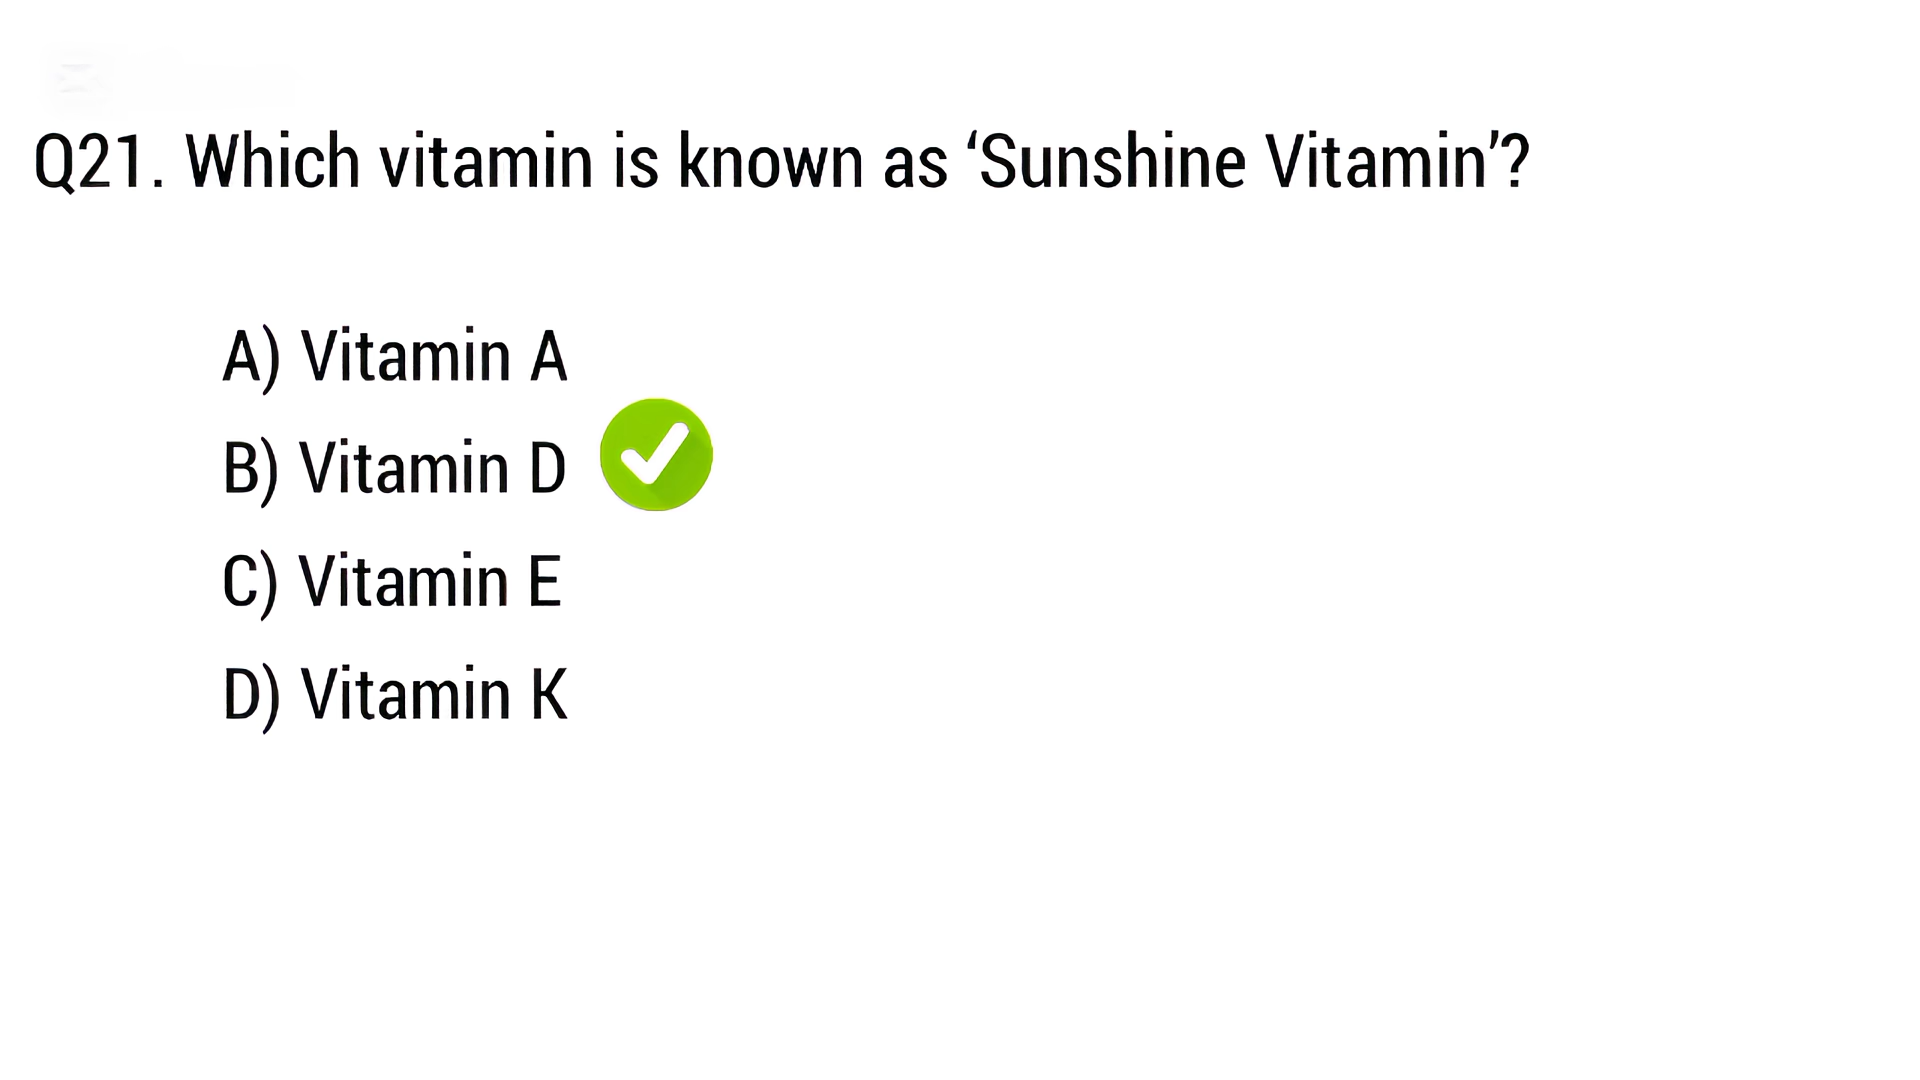 Q21. Which vitamin is known as ‘Sunshine Vitamin’?
A) Vitamin A
B) Vitamin D
C) Vitamin E
D) Vitamin K